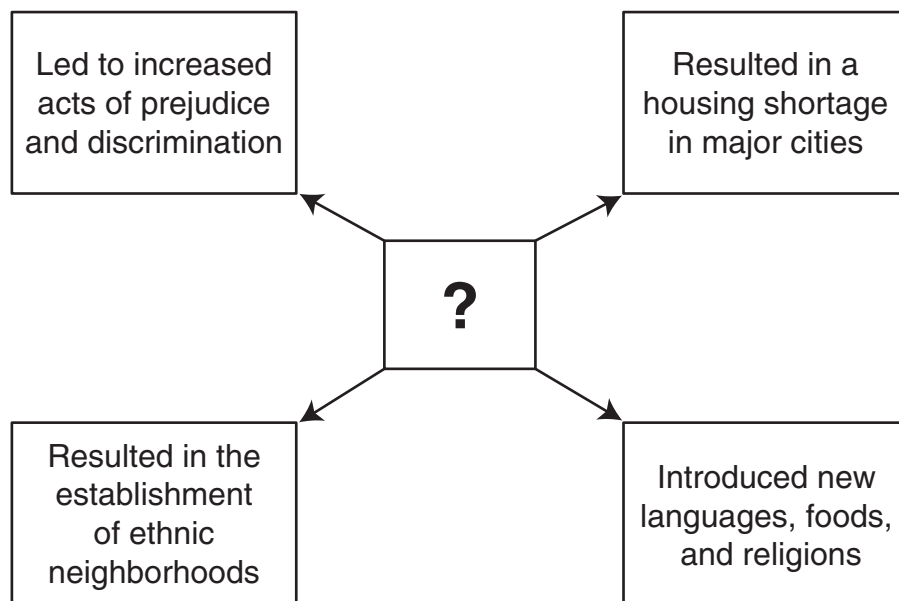 Led to increased
acts of prejudice
and discrimination
Resulted in a
housing shortage
in major cities
?
Resulted in the
establishment
of ethnic
neighborhoods
Introduced new
languages, foods,
and religions